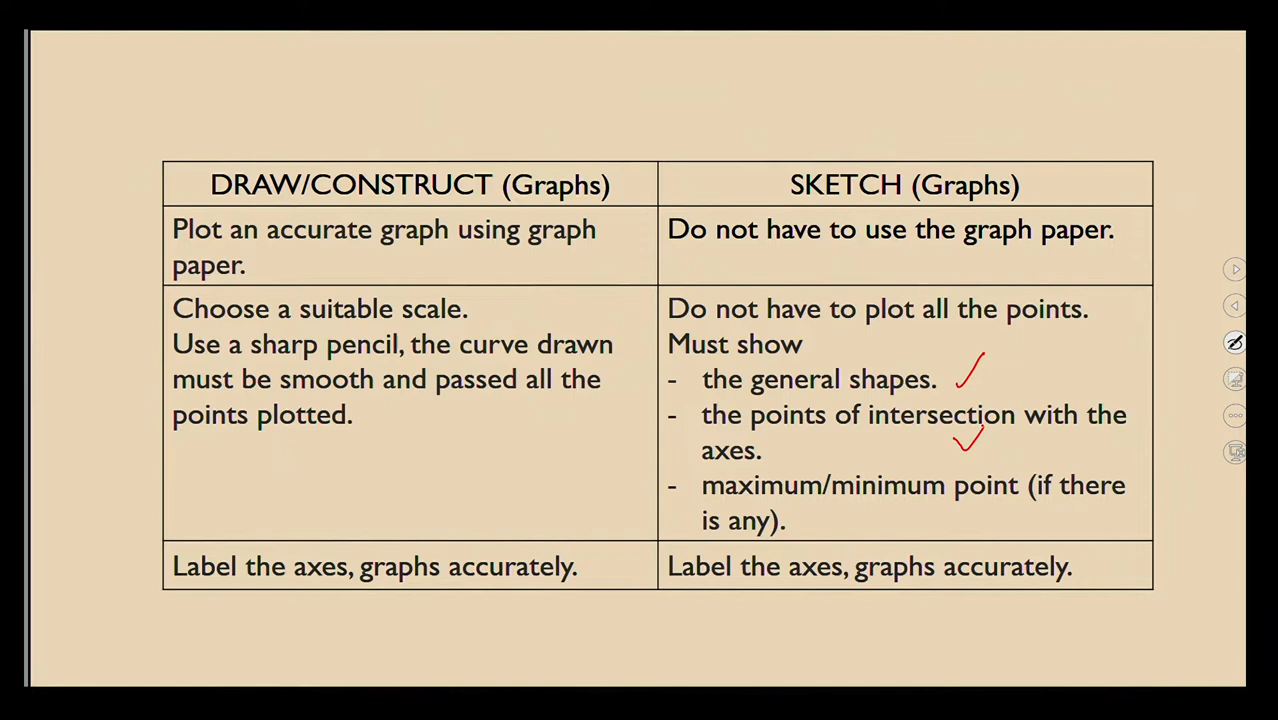 DRAW/CONSTRUCT (Graphs)
SKETCH (Graphs)
Plot an accurate graph using graph
paper.
Do not have to use the graph paper.
Choose a suitable scale.
Use a sharp pencil, the curve drawn
must be smooth and passed all the
points plotted.
Do not have to plot all the points.
Must show
- the general shapes.
- the points of intersection with the
axes.
- maximum/minimum point (if there
is any).
Label the axes, graphs accurately.
Label the axes, graphs accurately.